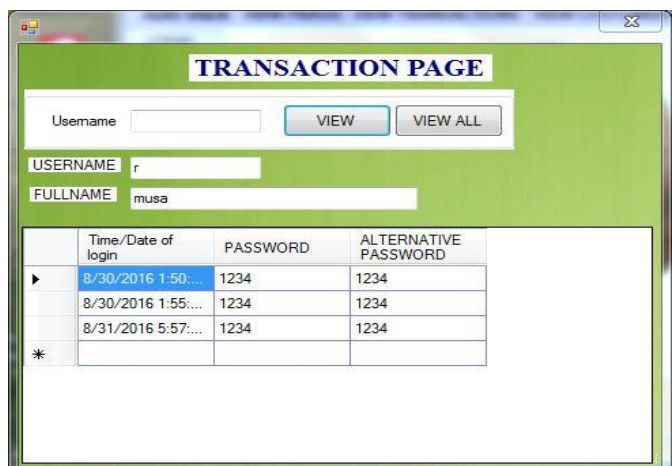 TRANSACTION PAGE
Username VIEW VIEW ALL
USERNAME r
FULLNAME musa
Time/Date of login PASSWORD ALTERNATIVE PASSWORD
8/30/2016 1:50:... 1234 1234
8/30/2016 1:55:... 1234 1234
8/31/2016 5:57:... 1234 1234